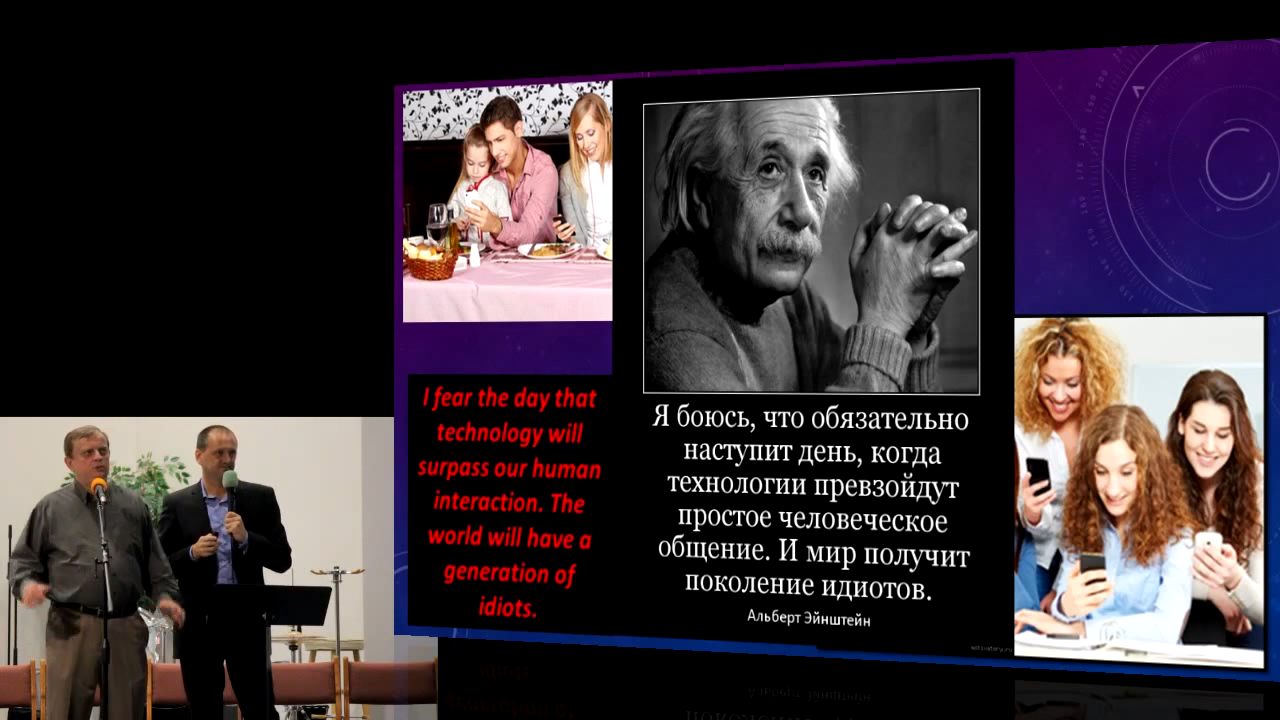 I fear the day that
technology will
surpass our human
interaction. The
world will have a
generation of
idiots.
Я боюсь, что обязательно
наступит день, когда
технологии превзойдут
простое человеческое
общение. И мир получит
поколение идиотов.
Альберт Эйнштейн